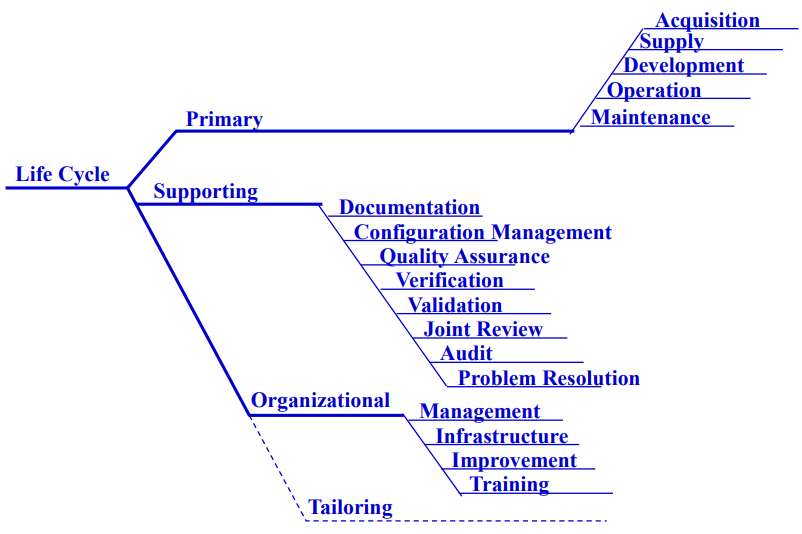 Life Cycle
Primary
Acquisition
Supply
Development
Operation
Maintenance
Supporting
Documentation
Configuration Management
Quality Assurance
Verification
Validation
Joint Review
Audit
Problem Resolution
Organizational
Management
Infrastructure
Improvement
Training
Tailoring